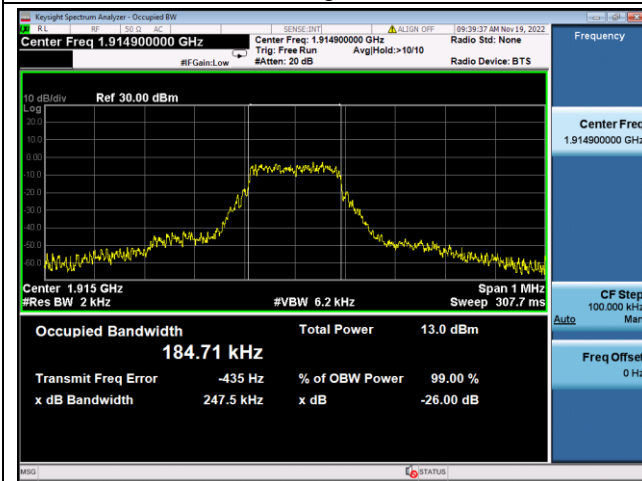 Keysight Spectrum Analyzer - Occupied BW
RL RF 50 Ω AC SENSE:INT ALIGN OFF 09:39:37 AM Nov 19, 2022
Center Freq 1.914900000 GHz Center Freq: 1.914900000 GHz Radio Std: None Frequency
Trig: Free Run Avg|Hold:>10/10
#IFGain:Low #Atten: 20 dB Radio Device: BTS
10 dB/div Ref 30.00 dBm
Log
20.0
10.0
0.00
-10.0
-20.0
-30.0
-40.0
-50.0
-60.0
Center Freq
1.914900000 GHz
Center 1.915 GHz Span 1 MHz
#Res BW 2 kHz #VBW 6.2 kHz Sweep 307.7 ms
CF Step
100.000 kHz
Auto Man
Occupied Bandwidth Total Power 13.0 dBm
184.71 kHz
Freq Offset
0 Hz
Transmit Freq Error -435 Hz % of OBW Power 99.00 %
x dB Bandwidth 247.5 kHz x dB -26.00 dB
MSG STATUS